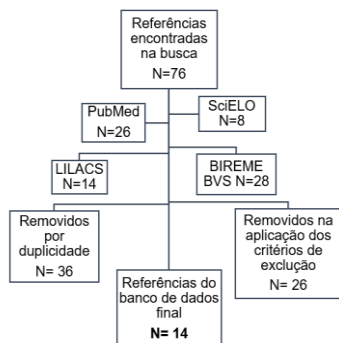 Referências
encontradas
na busca
N=76
PubMed
N=26
SciELO
N=8
LILACS
N=14
BIREME
BVS N=28
Removidos
por
duplicidade
N= 36
Removidos na
aplicação dos
critérios de
exclução
N= 26
Referências do
banco de dados
final
N= 14